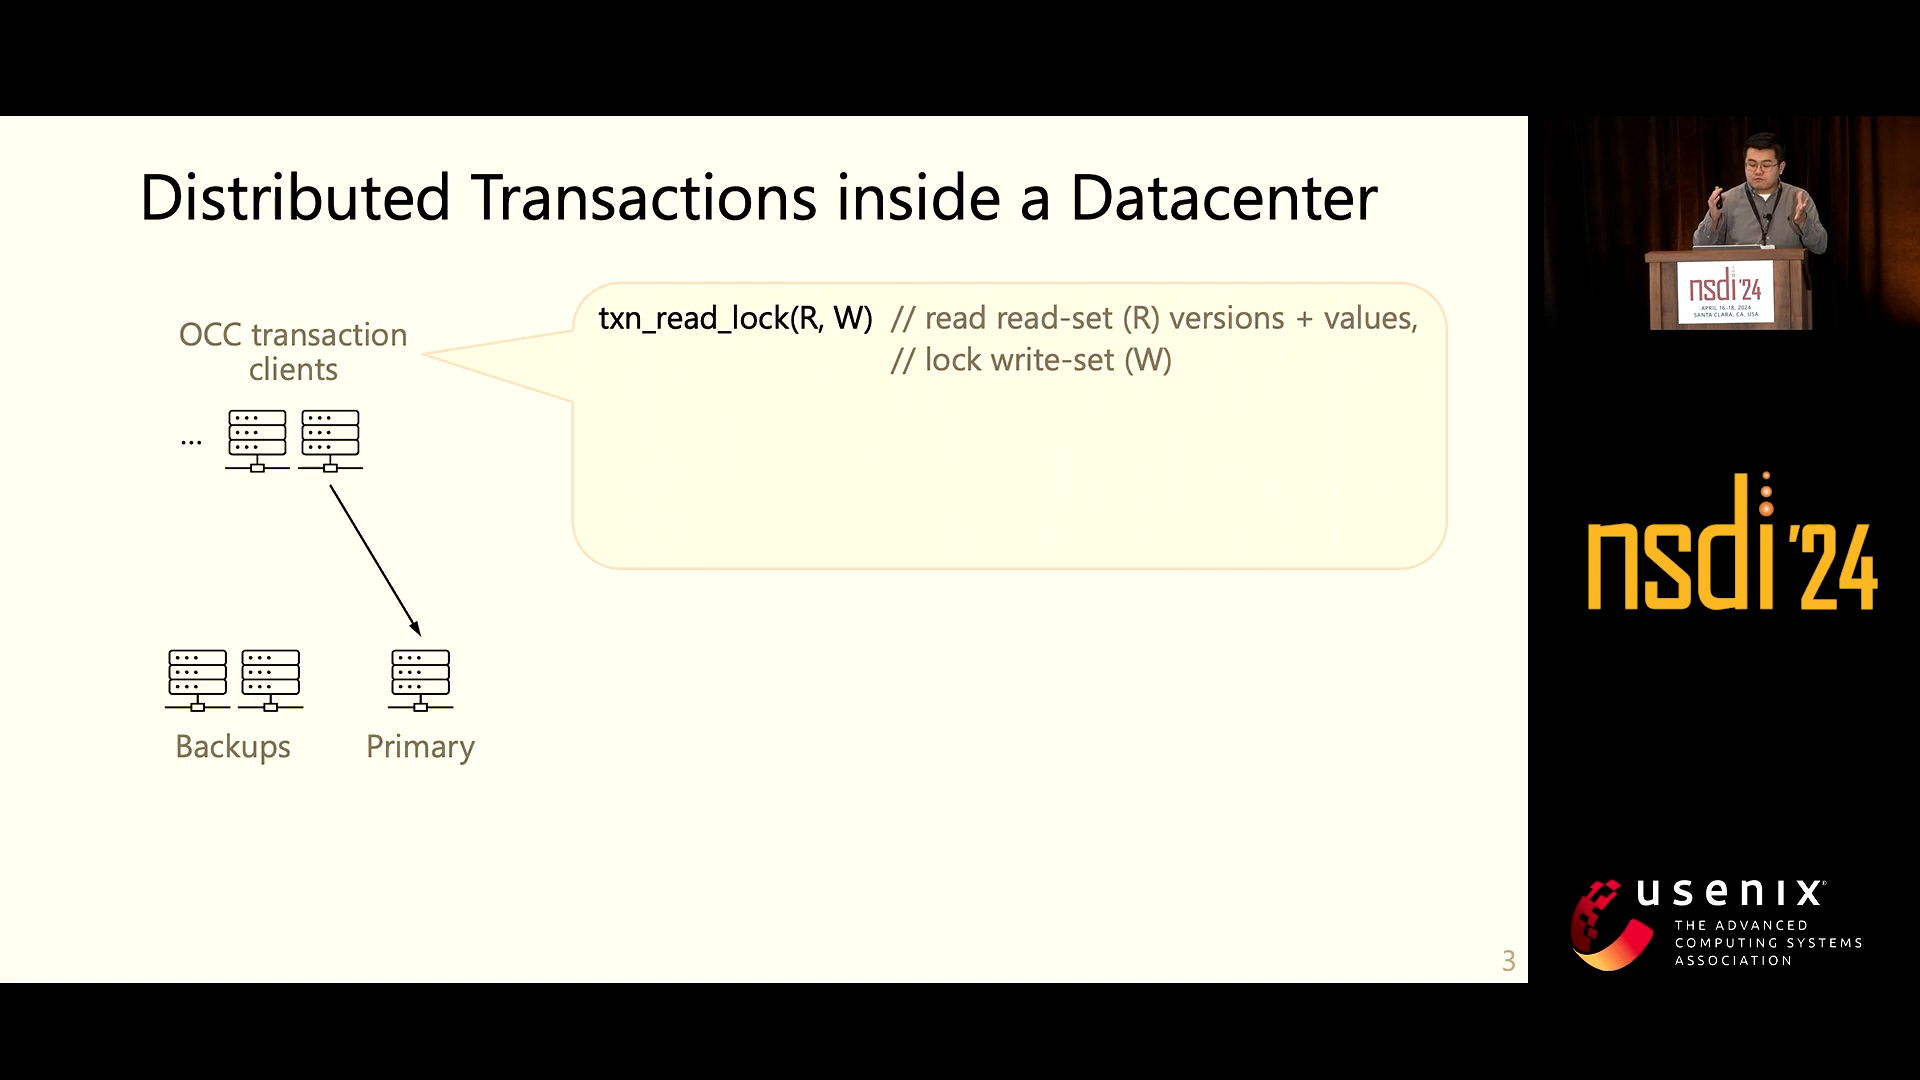 Distributed Transactions inside a Datacenter
OCC transaction
clients
...
txn_read_lock(R, W) // read read-set (R) versions + values,
// lock write-set (W)
Backups
Primary
3
nsdi '24
APRIL 16–18, 2024
SANTA CLARA, CA, USA
nsdi '24
usenix
THE ADVANCED
COMPUTING SYSTEMS
ASSOCIATION